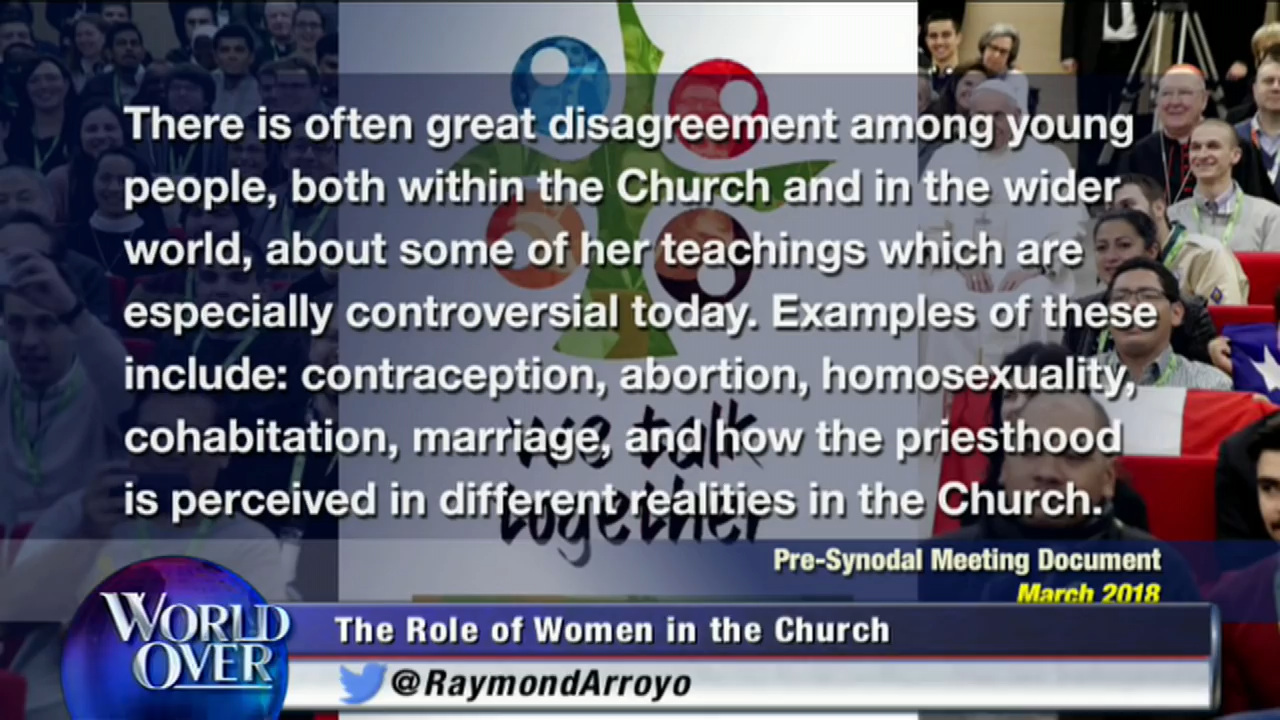 There is often great disagreement among young
people, both within the Church and in the wider
world, about some of her teachings which are
especially controversial today. Examples of these
include: contraception, abortion, homosexuality,
cohabitation, marriage, and how the priesthood
is perceived in different realities in the Church.
we talk
together
Pre-Synodal Meeting Document
March 2018
WORLD
OVER
The Role of Women in the Church
@RaymondArroyo